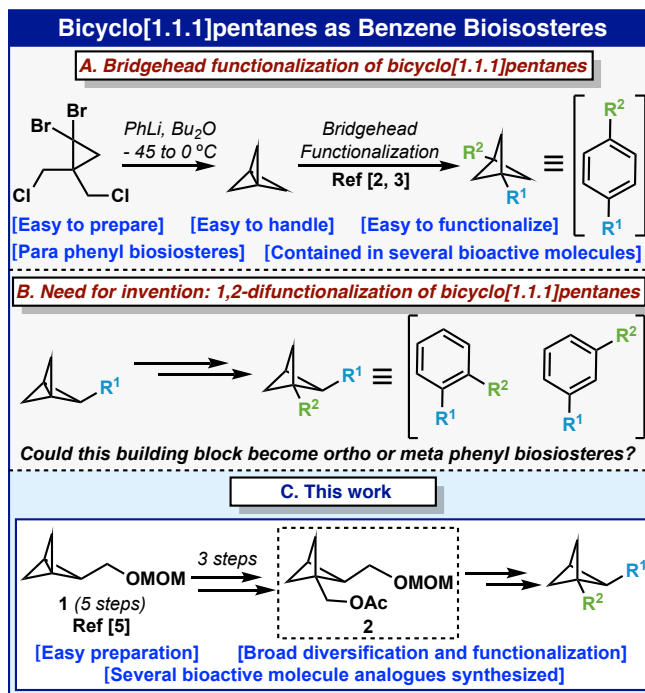 Bicyclo[1.1.1]pentanes as Benzene Bioisosteres
A. Bridgehead functionalization of bicyclo[1.1.1]pentanes
Br
Br
Cl
Cl
PhLi, Bu2O
- 45 to 0 ºC
Bridgehead
Functionalization
Ref [2, 3]
R2
R1
≡
R2
R1
[Easy to prepare] [Easy to handle] [Easy to functionalize]
[Para phenyl biosiosteres] [Contained in several bioactive molecules]
B. Need for invention: 1,2-difunctionalization of bicyclo[1.1.1]pentanes
R1
R1
R2
≡
R2
R1
R2
R1
Could this building block become ortho or meta phenyl biosiosteres?
C. This work
OMOM
1 (5 steps)
Ref [5]
3 steps
OMOM
OAc
2
R1
R2
[Easy preparation] [Broad diversification and functionalization]
[Several bioactive molecule analogues synthesized]